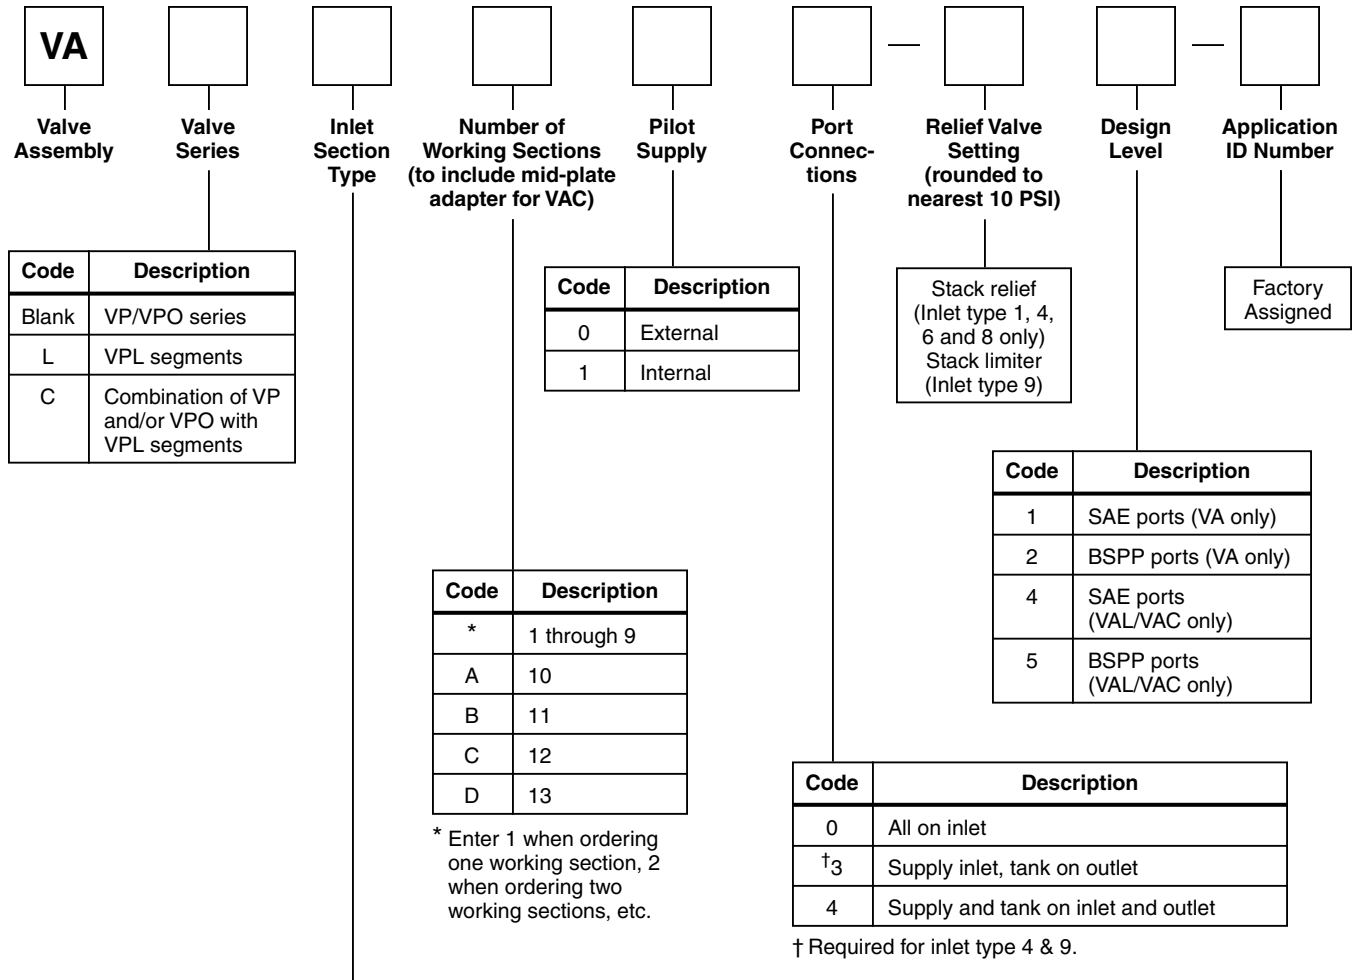 VA
Valve
Assembly
Valve
Series
Inlet
Section
Type
Number of
Working Sections
(to include mid-plate
adapter for VAC)
Pilot
Supply
Port
Connec-
tions
Relief Valve
Setting
(rounded to
nearest 10 PSI)
Design
Level
Application
ID Number
Code Description
Blank VP/VPO series
L VPL segments
C Combination of VP
and/or VPO with
VPL segments
Code Description
0 External
1 Internal
Stack relief
(Inlet type 1, 4,
6 and 8 only)
Stack limiter
(Inlet type 9)
Factory
Assigned
Code Description
1 SAE ports (VA only)
2 BSPP ports (VA only)
4 SAE ports
(VAL/VAC only)
5 BSPP ports
(VAL/VAC only)
Code Description
* 1 through 9
A 10
B 11
C 12
D 13
* Enter 1 when ordering
one working section, 2
when ordering two
working sections, etc.
Code Description
0 All on inlet
†3 Supply inlet, tank on outlet
4 Supply and tank on inlet and outlet
† Required for inlet type 4 & 9.